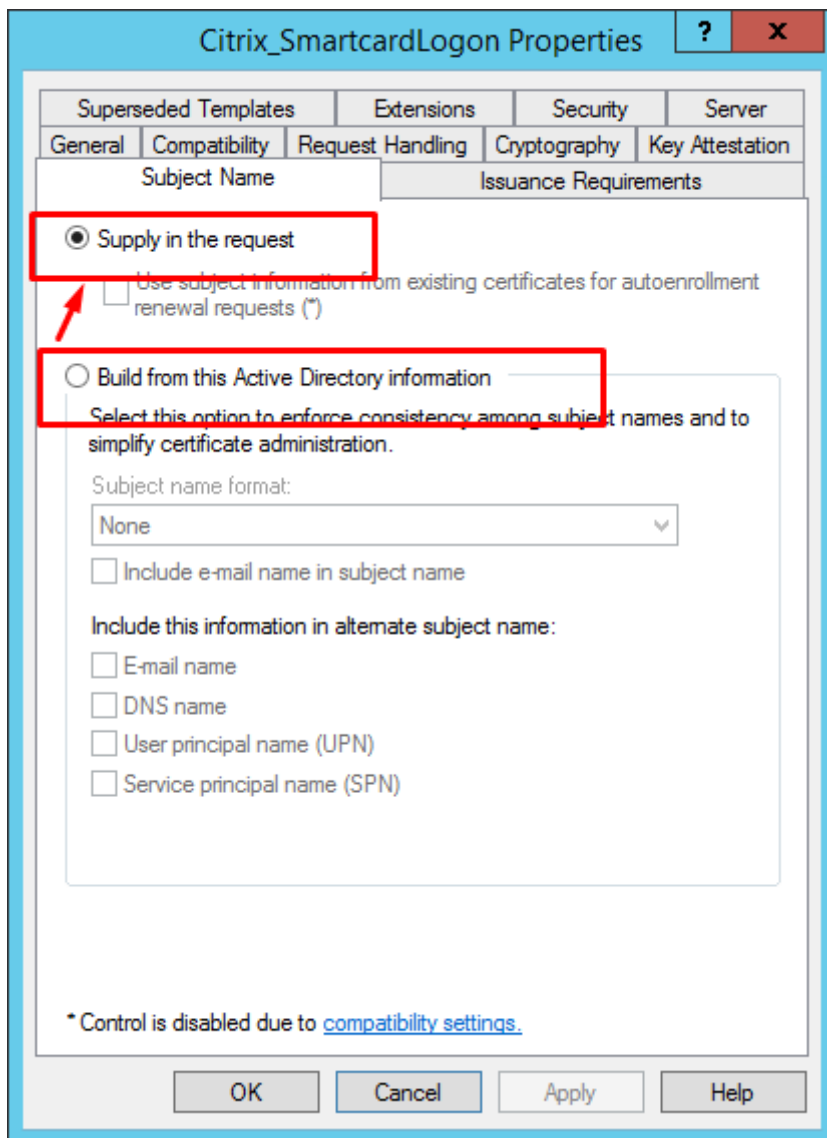 Citrix_SmartcardLogon Properties
?
x
Superseded Templates
Extensions
Security
Server
General
Compatibility
Request Handling
Cryptography
Key Attestation
Subject Name
Issuance Requirements
Supply in the request
Use subject information from existing certificates for autoenrollment
renewal requests (*)
Build from this Active Directory information
Select this option to enforce consistency among subject names and to
simplify certificate administration.
Subject name format:
None
Include e-mail name in subject name
Include this information in alternate subject name:
E-mail name
DNS name
User principal name (UPN)
Service principal name (SPN)
* Control is disabled due to compatibility settings.
OK
Cancel
Apply
Help